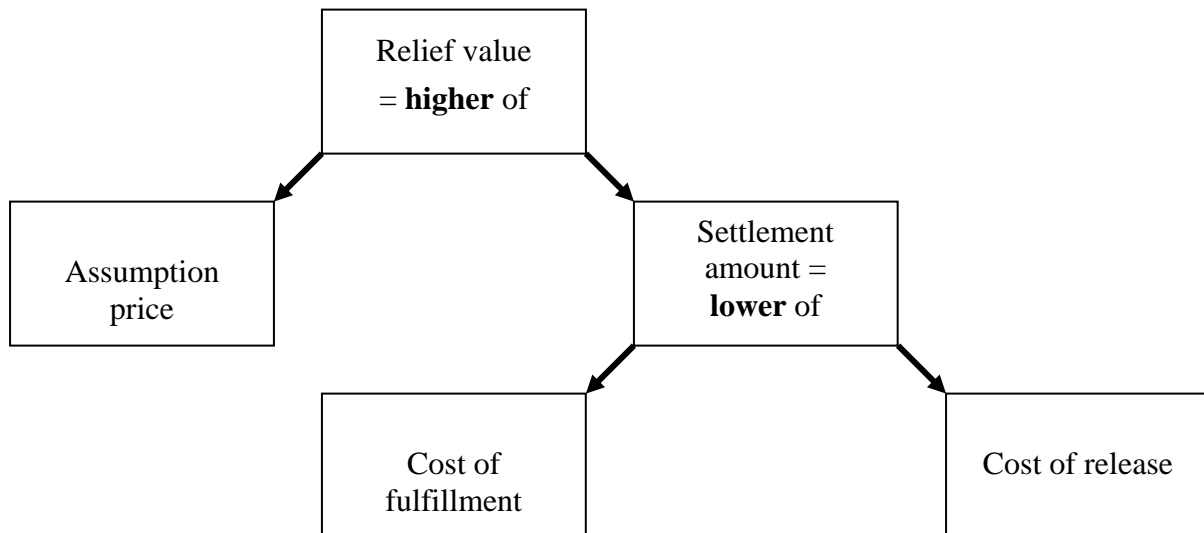 Relief value
= higher of
Assumption
price
Settlement
amount =
lower of
Cost of
fulfillment
Cost of release